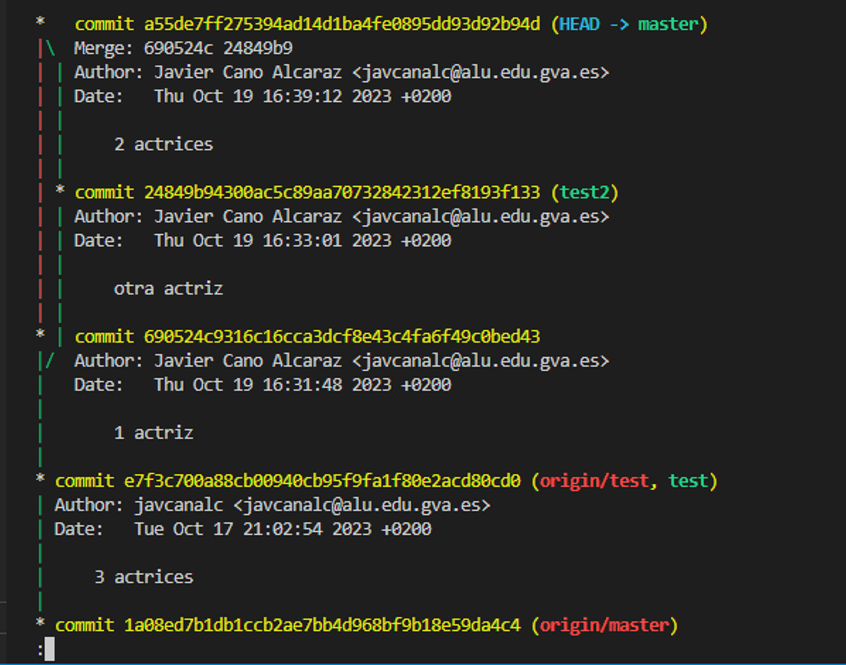 *   commit a55de7ff275394ad14d1ba4fe0895dd93d92b94d (HEAD -> master)
|\  Merge: 690524c 24849b9
| | Author: Javier Cano Alcaraz <javcanalc@alu.edu.gva.es>
| | Date:   Thu Oct 19 16:39:12 2023 +0200
| |
| |     2 actrices
| |
| * commit 24849b94300ac5c89aa70732842312ef8193f133 (test2)
| | Author: Javier Cano Alcaraz <javcanalc@alu.edu.gva.es>
| | Date:   Thu Oct 19 16:33:01 2023 +0200
| |
| |     otra actriz
| |
* | commit 690524c9316c16cca3dcf8e43c4fa6f49c0bed43
|/  Author: Javier Cano Alcaraz <javcanalc@alu.edu.gva.es>
|   Date:   Thu Oct 19 16:31:48 2023 +0200
|
|       1 actriz
|
* commit e7f3c700a88cb00940cb95f9fa1f80e2acd80cd0 (origin/test, test)
| Author: javcanalc <javcanalc@alu.edu.gva.es>
| Date:   Tue Oct 17 21:02:54 2023 +0200
|
|     3 actrices
|
* commit 1a08ed7b1db1ccb2ae7bb4d968bf9b18e59da4c4 (origin/master)
: